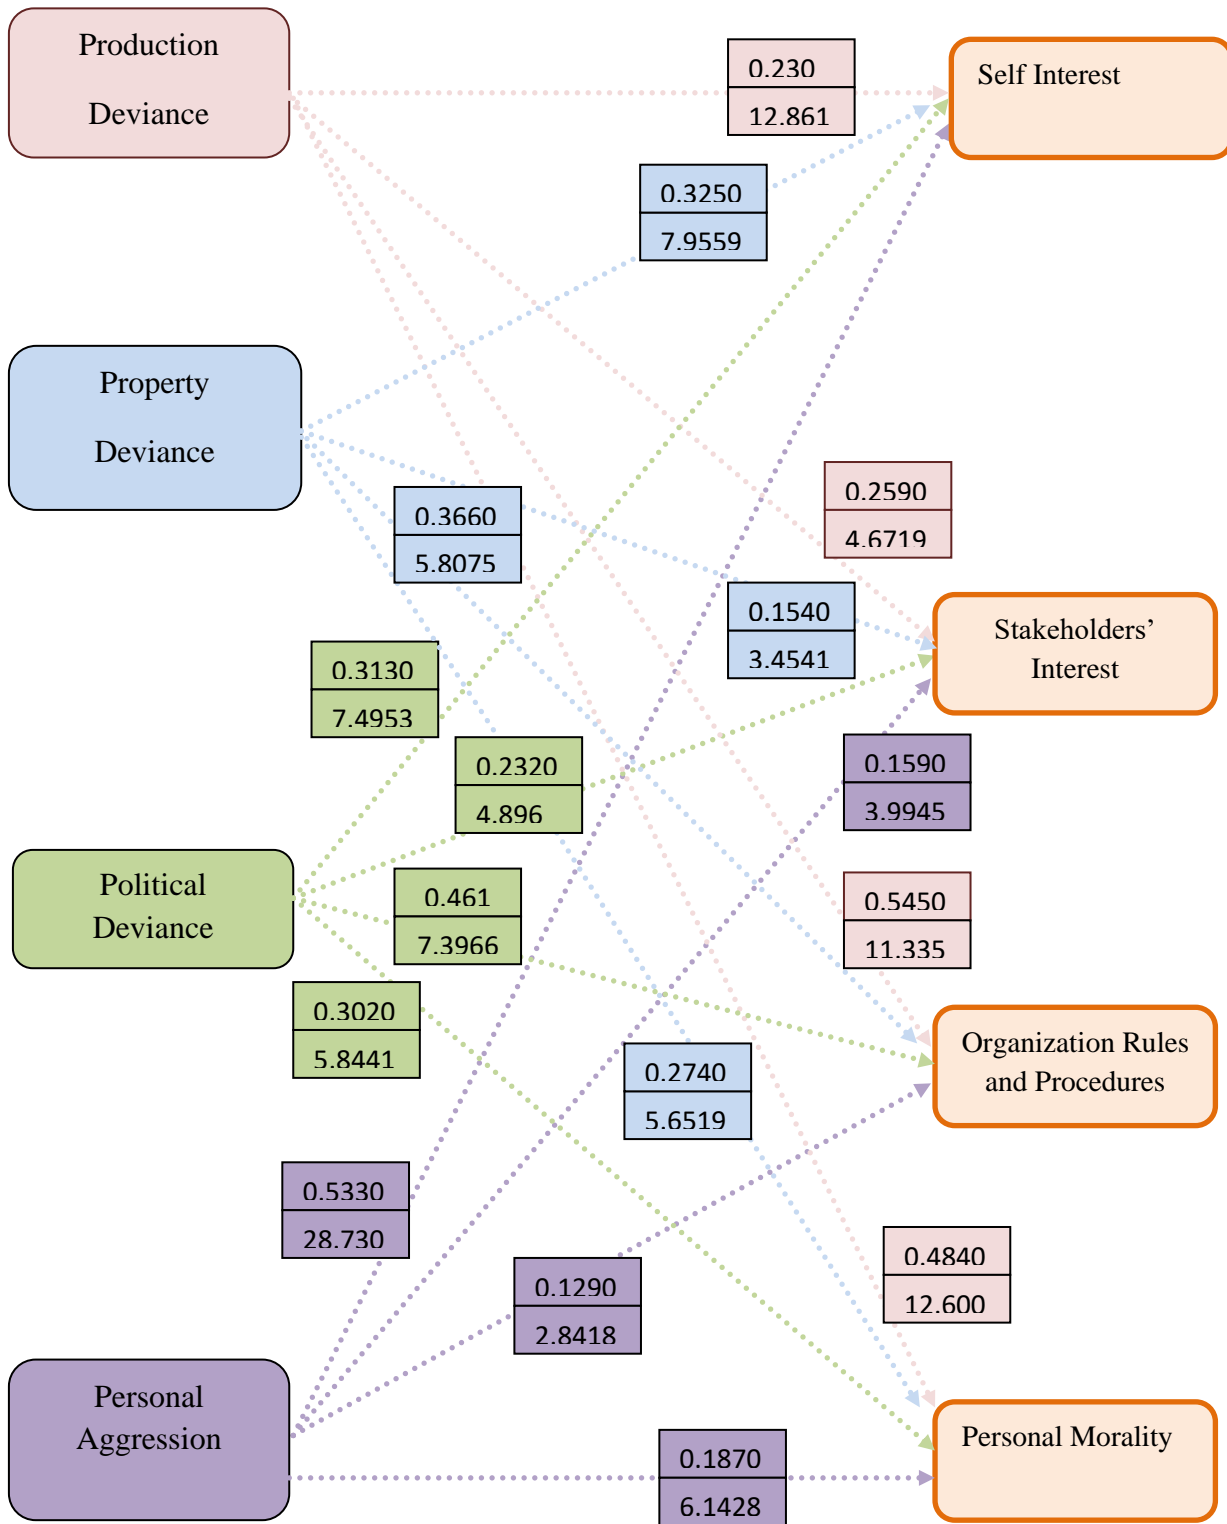 Production
Deviance
0.230
12.861
Self Interest
0.3250
7.9559
Property
Deviance
0.3660
5.8075
0.2590
4.6719
0.1540
3.4541
Stakeholders’
Interest
0.3130
7.4953
0.2320
4.896
0.1590
3.9945
Political
Deviance
0.461
7.3966
0.5450
11.335
0.3020
5.8441
Organization Rules
and Procedures
0.2740
5.6519
0.5330
28.730
0.1290
2.8418
0.4840
12.600
Personal
Aggression
0.1870
6.1428
Personal Morality